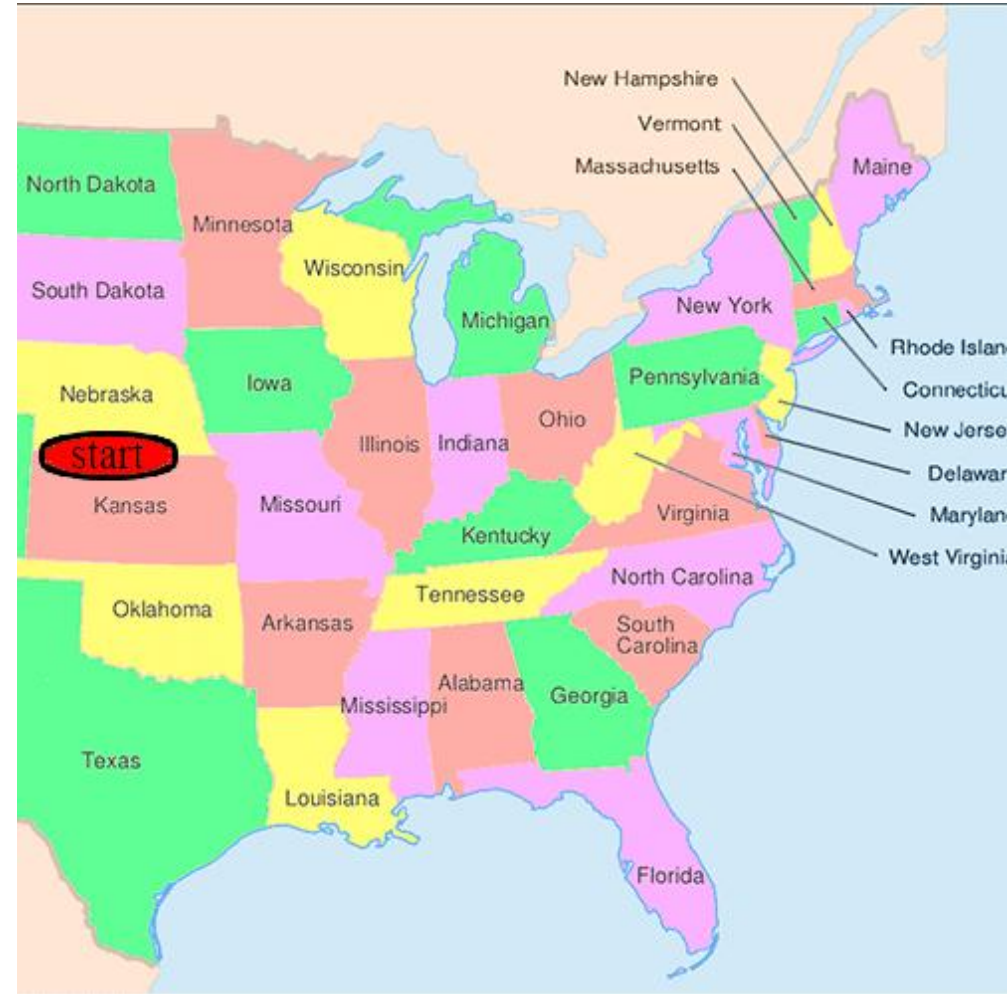 New Hampshire
Vermont
Massachusetts
Maine
North Dakota
Minnesota
Wisconsin
South Dakota
Michigan
New York
Rhode Islan
Nebraska
Iowa
Pennsylvania
Connecticu
Illinois
Indiana
Ohio
New Jerse
start
Delawar
Kansas
Missouri
Kentucky
Virginia
Marylan
West Virginia
Oklahoma
Arkansas
Tennessee
North Carolina
South
Carolina
Mississippi
Alabama
Georgia
Texas
Louisiana
Florida